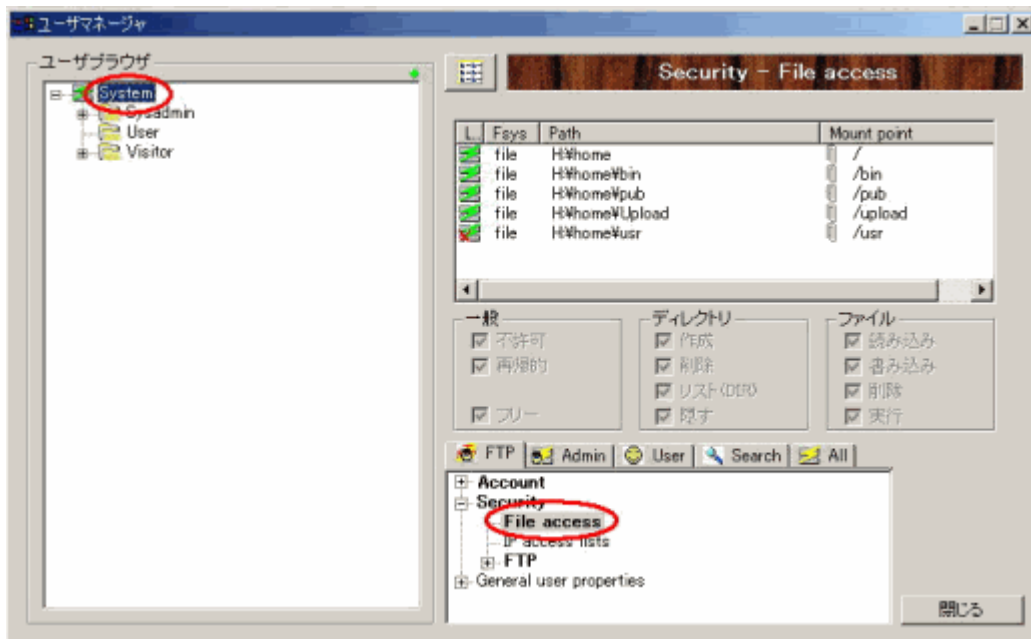 ユーザマネージャ
ユーザブラウザ
System
Sysadmin
User
Visitor
Security - File access
L... Fsys Path Mount point
file H:¥home /
file H:¥home¥bin /bin
file H:¥home¥pub /pub
file H:¥home¥Upload /upload
file H:¥home¥usr /usr
一般
不許可
再帰的
フリー
ディレクトリ
作成
削除
リスト(DIR)
隠す
ファイル
読み込み
書み込み
削除
実行
FTP Admin User Search All
Account
Security
File access
IP access lists
FTP
General user properties
閉じる